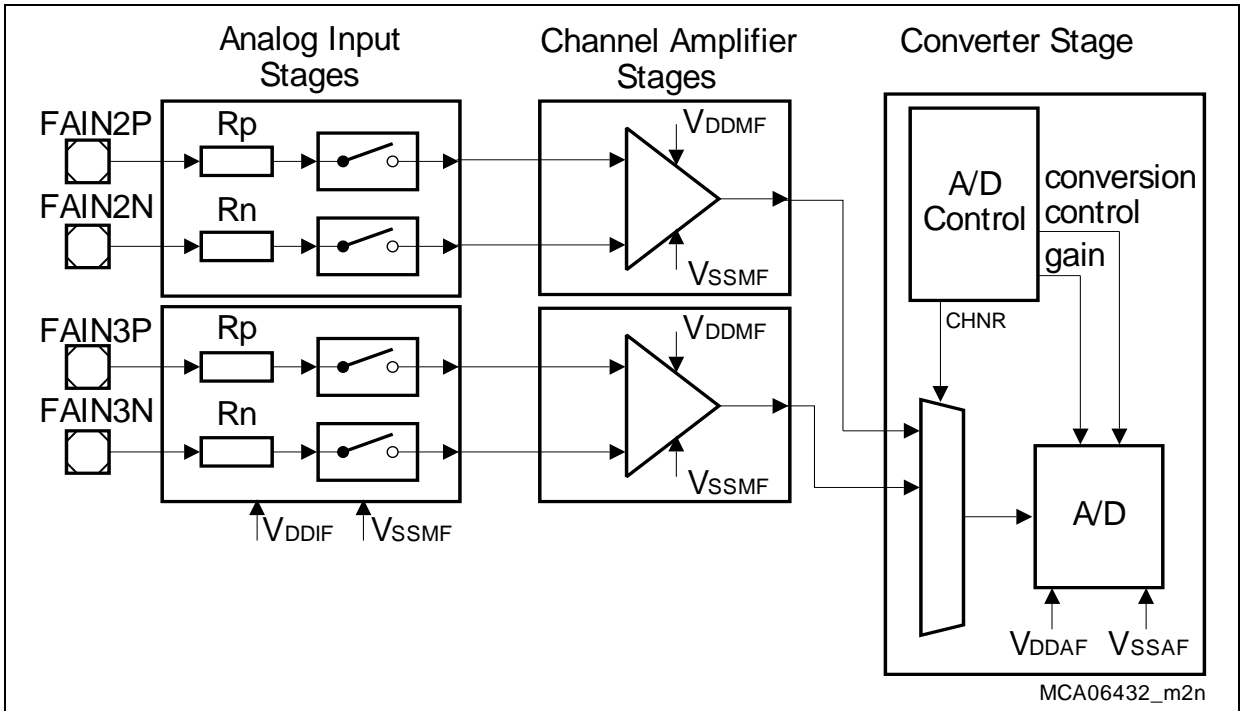 Analog Input
Stages
Channel Amplifier
Stages
Converter Stage
FAIN2P
Rp
FAIN2N
Rn
VDDMF
VSSMF
A/D
Control
conversion
control
gain
CHNR
FAIN3P
Rp
FAIN3N
Rn
VDDMF
VSSMF
VDDIF
VSSMF
A/D
VDDAF
VSSAF
MCA06432_m2n